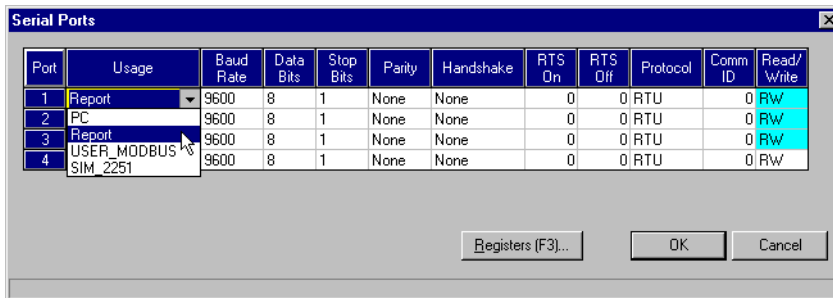 Serial Ports
Port Usage Baud Rate Data Bits Stop Bits Parity Handshake RTS On RTS Off Protocol Comm ID Read/ Write
1 Report 9600 8 1 None None 0 0 RTU 0 RW
2 PC 9600 8 1 None None 0 0 RTU 0 RW
3 Report 9600 8 1 None None 0 0 RTU 0 RW
USER_MODBUS
4 SIM_2251 9600 8 1 None None 0 0 RTU 0 RW
Registers (F3)... OK Cancel